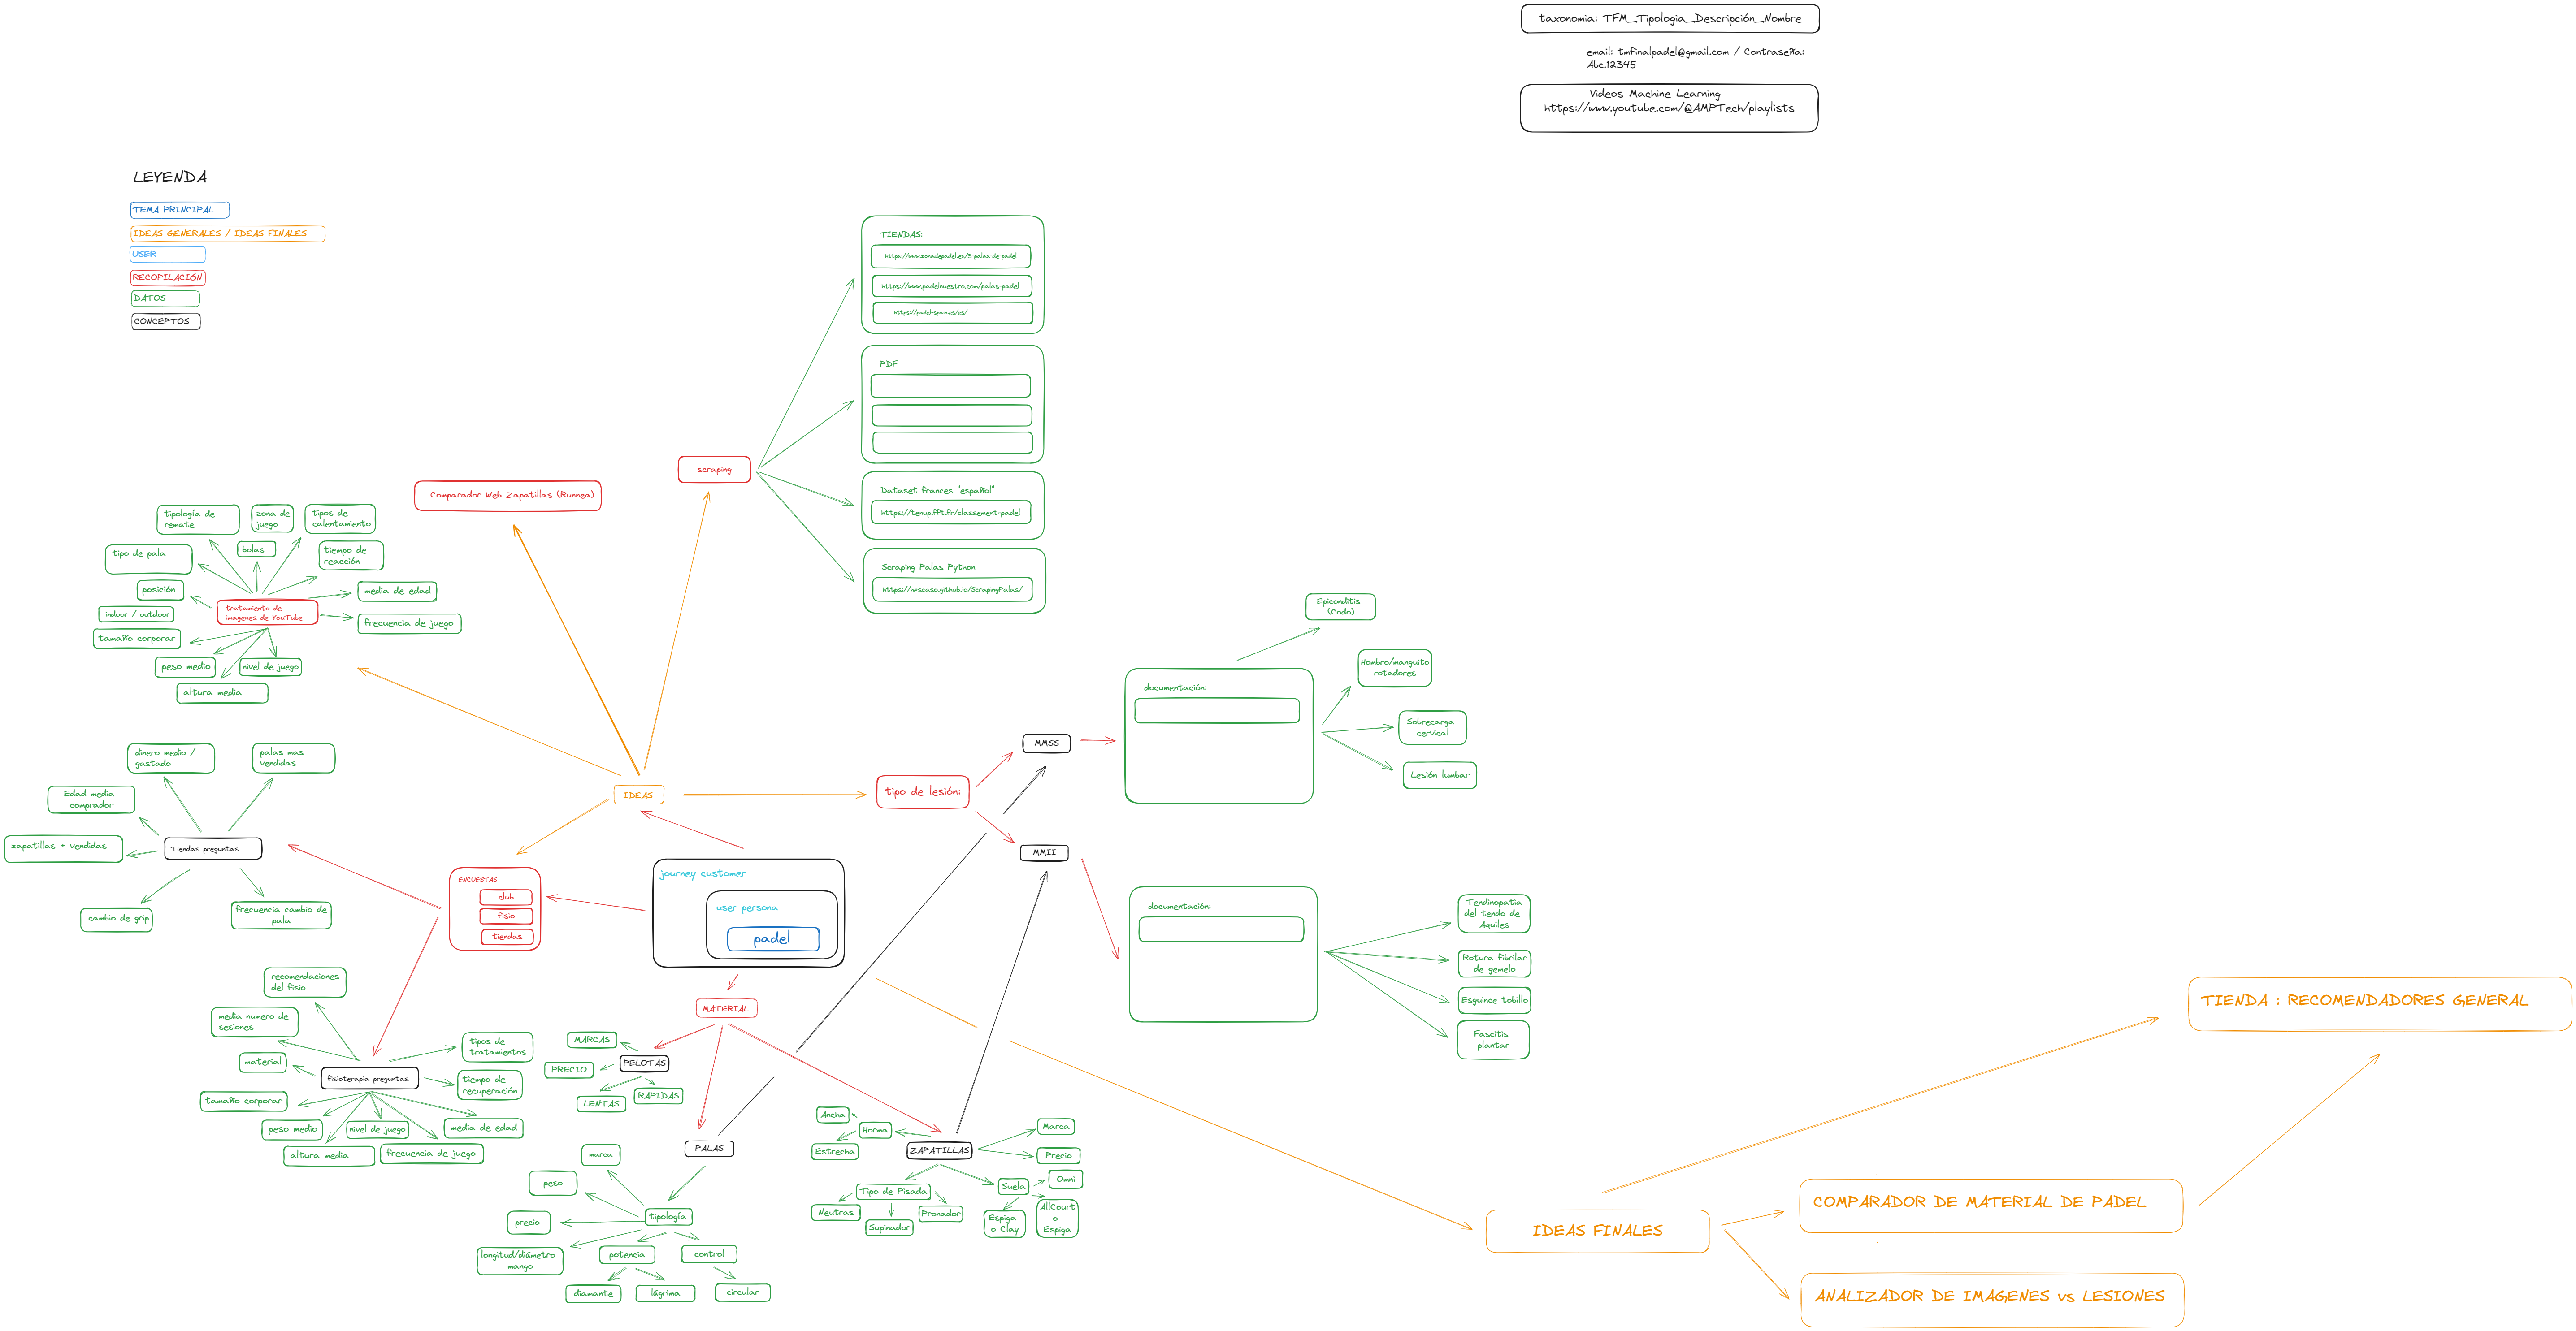 taxonomia: TFM_Tipologia_Descripción_Nombre
email: tmfinalpadel@gmail.com / Contraseña:
Abc.12345
Videos Machine Learning
https://www.youtube.com/@AMPTech/playlists
LEYENDA
TEMA PRINCIPAL
IDEAS GENERALES / IDEAS FINALES
USER
RECOPILACIÓN
DATOS
CONCEPTOS
TIENDAS:
https://www.zonadepadel.es/3-palas-de-padel
https://www.padelnuestro.com/palas-padel
https://padel-spain.es/es/
PDF
Dataset frances "español"
https://tenup.fft.fr/classement-padel
Scraping Palas Python
https://nescaso.github.io/ScrapingPalas/
scraping
Comparador Web Zapatillas (Runnea)
tipología de
remate
zona de
juego
tipos de
calentamiento
tipo de pala
bolas
tiempo de
reacción
posición
media de edad
indoor / outdoor
tratamiento de
imagenes de YouTube
frecuencia de juego
tamaño corporar
peso medio
nivel de juego
altura media
Epiconditis
(Codo)
Hombro/manguito
rotadores
documentación:
Sobrecarga
cervical
Lesión lumbar
MMSS
tipo de lesión:
IDEAS
MMII
dinero medio /
gastado
palas mas
vendidas
Edad media
comprador
zapatillas + vendidas
Tiendas preguntas
cambio de grip
frecuencia cambio de
pala
ENCUESTAS
club
fisio
tiendas
journey customer
user persona
padel
documentación:
Tendinopatia
del tendo de
Aquiles
Rotura fibrilar
de gemelo
Esguince tobillo
Fascitis
plantar
recomendaciones
del fisio
media numero de
sesiones
material
tipos de
tratamientos
fisioterapia preguntas
tiempo de
recuperación
tamaño corporar
peso medio
nivel de juego
media de edad
altura media
frecuencia de juego
MATERIAL
MARCAS
PELOTAS
PRECIO
LENTAS
RAPIDAS
PALAS
marca
peso
precio
tipología
longitud/diámetro
mango
potencia
control
diamante
lágrima
circular
Ancha
Horma
Estrecha
ZAPATILLAS
Marca
Precio
Tipo de Pisada
Suela
Omni
Neutras
Supinador
Pronador
Espiga
o Clay
AllCourt
o
Espiga
TIENDA : RECOMENDADORES GENERAL
COMPARADOR DE MATERIAL DE PADEL
IDEAS FINALES
ANALIZADOR DE IMAGENES vs LESIONES